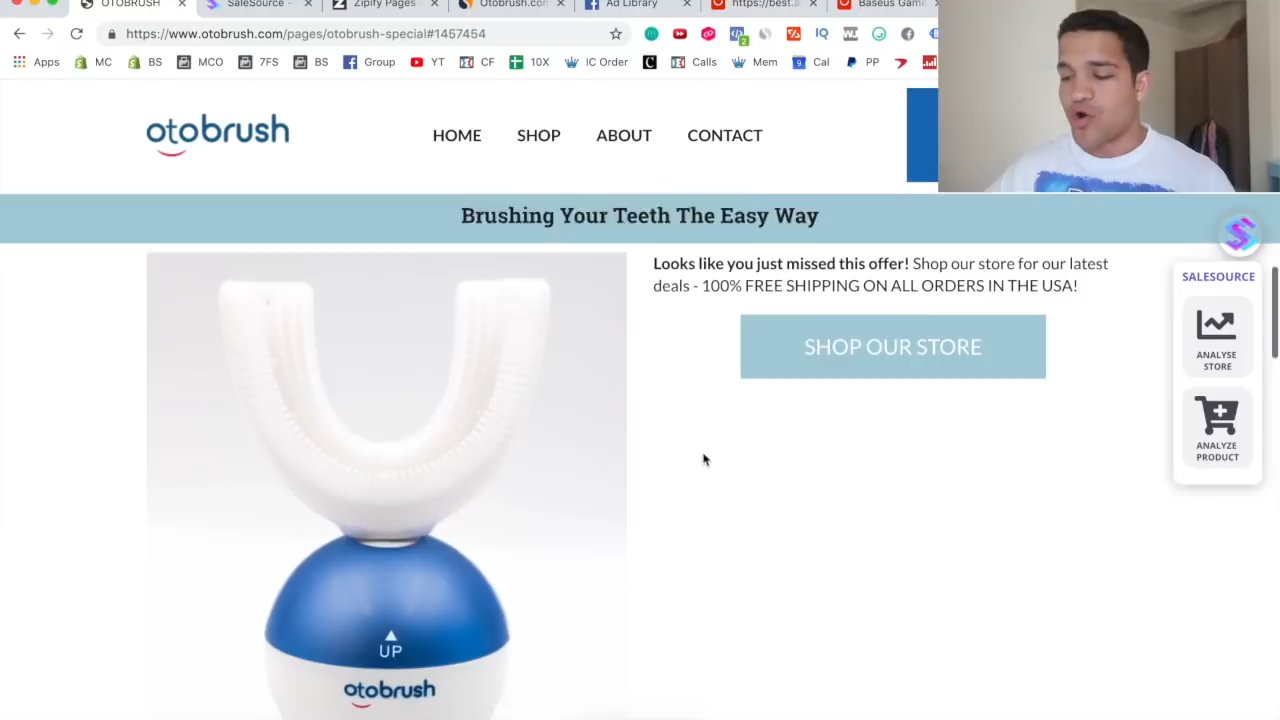 OTOBRUSH
SaleSource -
Zipify Pages -
Otobrush.con
Ad Library
https://best.a
Baseus Gam
https://www.otobrush.com/pages/otobrush-special#1457454
Apps MC BS MCO 7FS BS Group YT CF 10X IC Order Calls Mem Cal PP
otobrush
HOME SHOP ABOUT CONTACT
Brushing Your Teeth The Easy Way
Looks like you just missed this offer! Shop our store for our latest
deals - 100% FREE SHIPPING ON ALL ORDERS IN THE USA!
SHOP OUR STORE
SALESOURCE
ANALYSE
STORE
ANALYZE
PRODUCT
UP
otobrush